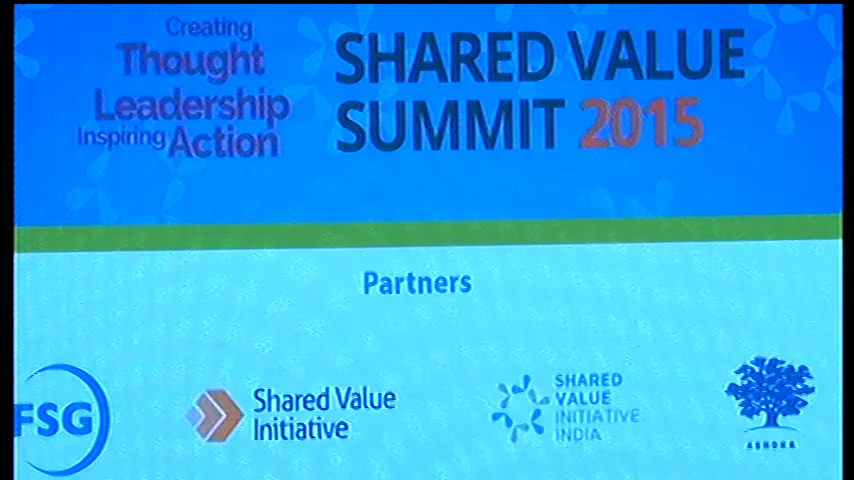 Creating
Thought
Leadership
Inspiring Action
SHARED VALUE
SUMMIT 2015
Partners
FSG
Shared Value
Initiative
SHARED
VALUE
INITIATIVE
INDIA
ASHOKA